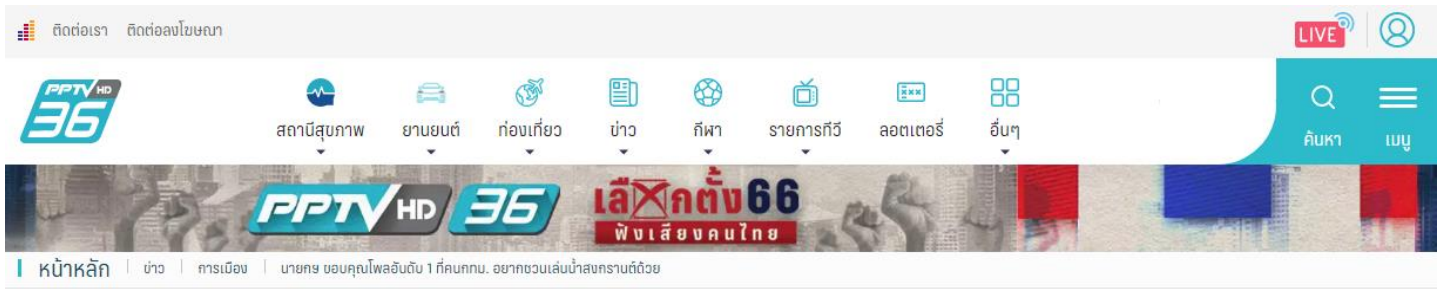 ติดต่อเรา ติดต่อลงโฆษณา
LIVE
PPTV HD
36
สถานีสุขภาพ ยานยนต์ ท่องเที่ยว ข่าว กีฬา รายการทีวี ลอตเตอรี่ อื่นๆ
ค้นหา เมนู
PPTV HD 36 เลือกตั้ง66
ฟังเสียงคนไทย
หน้าหลัก ข่าว การเมือง นายกฯ ขอบคุณโพลอันดับ 1 ที่คนกทม. อยากชวนเล่นน้ำสงกรานต์ด้วย